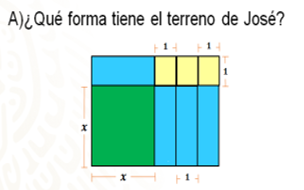 A)¿Qué forma tiene el terreno de José?
1 1
1
x
x 1